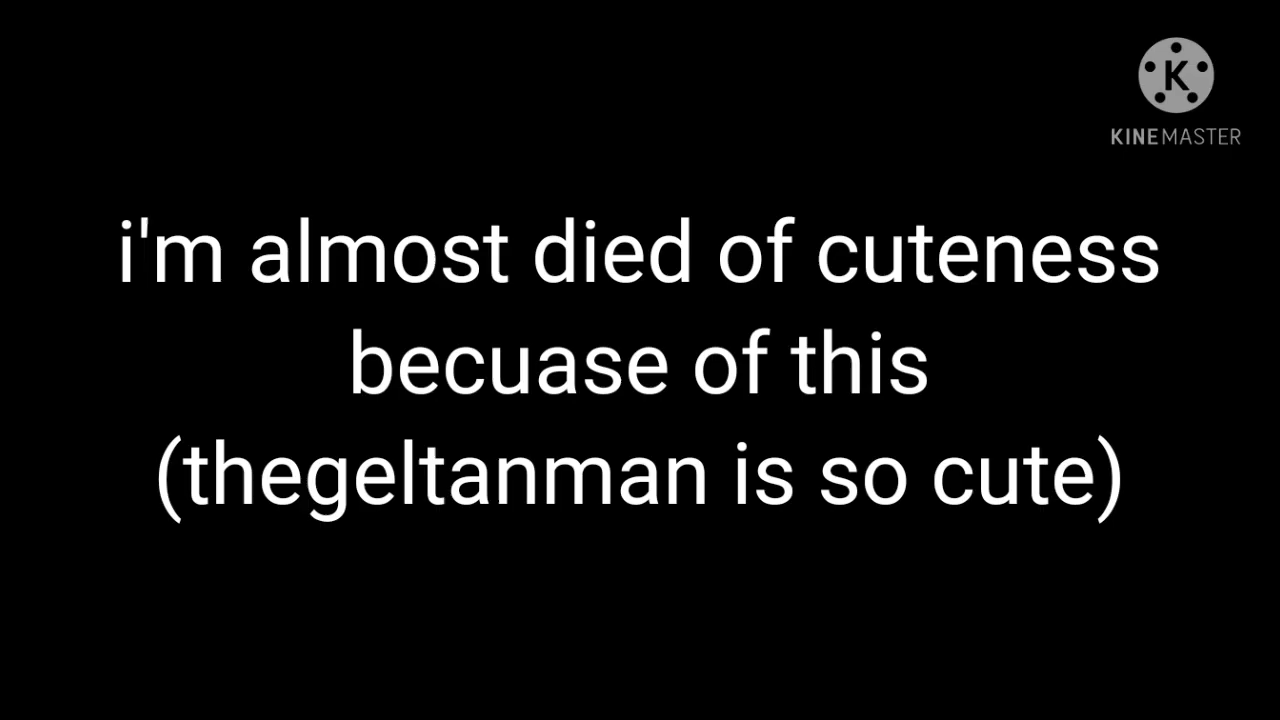 K
KINEMASTER
i'm almost died of cuteness
becuase of this
(thegeltanman is so cute)